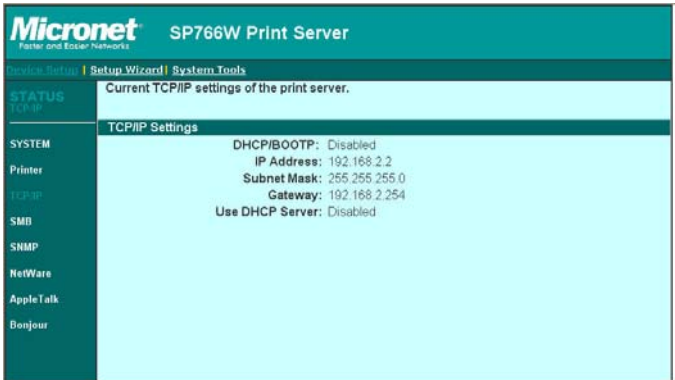 Micronet
Faster and Easier Networks
SP766W Print Server
Device Setup | Setup Wizard | System Tools
STATUS
TCP/IP
Current TCP/IP settings of the print server.
TCP/IP Settings
DHCP/BOOTP: Disabled
IP Address: 192.168.2.2
Subnet Mask: 255.255.255.0
Gateway: 192.168.2.254
Use DHCP Server: Disabled
SYSTEM
Printer
TCP/IP
SMB
SNMP
NetWare
AppleTalk
Bonjour